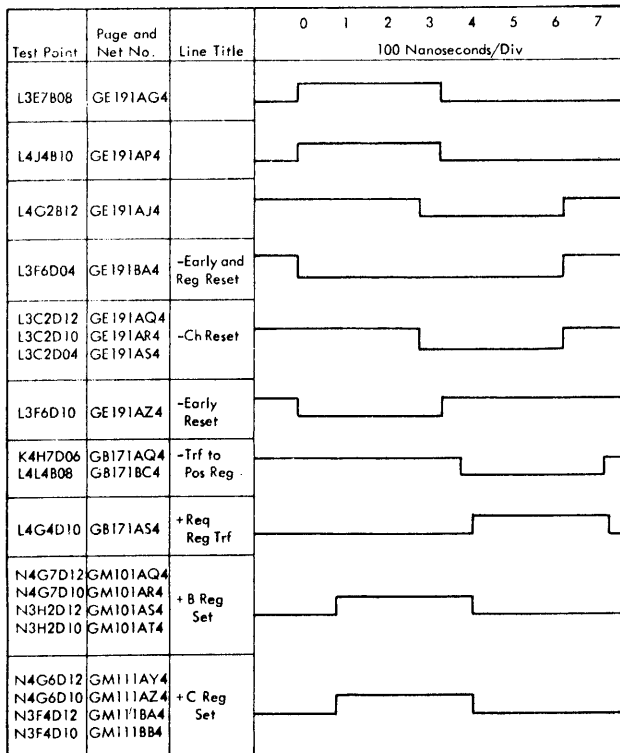 Test Point
Page and Net No.
Line Title
0 1 2 3 4 5 6 7
100 Nanoseconds/Div
L3E7B08 GE191AG4
L4J4B10 GE191AP4
L4G2B12 GE191AJ4
L3F6D04 GE191BA4 -Early and Reg Reset
L3C2D12 GE191AQ4
L3C2D10 GE191AR4 -Ch Reset
L3C2D04 GE191AS4
L3F6D10 GE191AZ4 -Early Reset
K4H7D06 GB171AQ4 -Trf to
L4L4B08 GB171BC4 Pos Reg
L4G4D10 GB171AS4 +Req Reg Trf
N4G7D12 GM101AQ4
N4G7D10 GM101AR4 +B Reg
N3H2D12 GM101AS4 Set
N3H2D10 GM101AT4
N4G6D12 GM111AY4
N4G6D10 GM111AZ4 +C Reg
N3F4D12 GM111BA4 Set
N3F4D10 GM111BB4